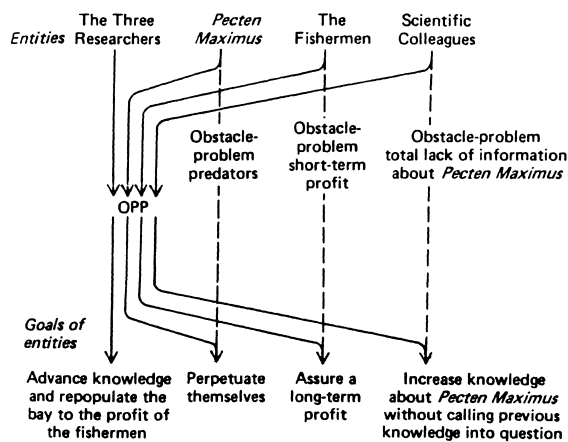 Entities
The Three
Researchers
Pecten
Maximus
The
Fishermen
Scientific
Colleagues
Obstacle-
problem
predators
Obstacle-
problem
short-term
profit
Obstacle-problem
total lack of information
about Pecten Maximus
OPP
Goals of
entities
Advance knowledge
and repopulate the
bay to the profit of
the fishermen
Perpetuate
themselves
Assure a
long-term
profit
Increase knowledge
about Pecten Maximus
without calling previous
knowledge into question